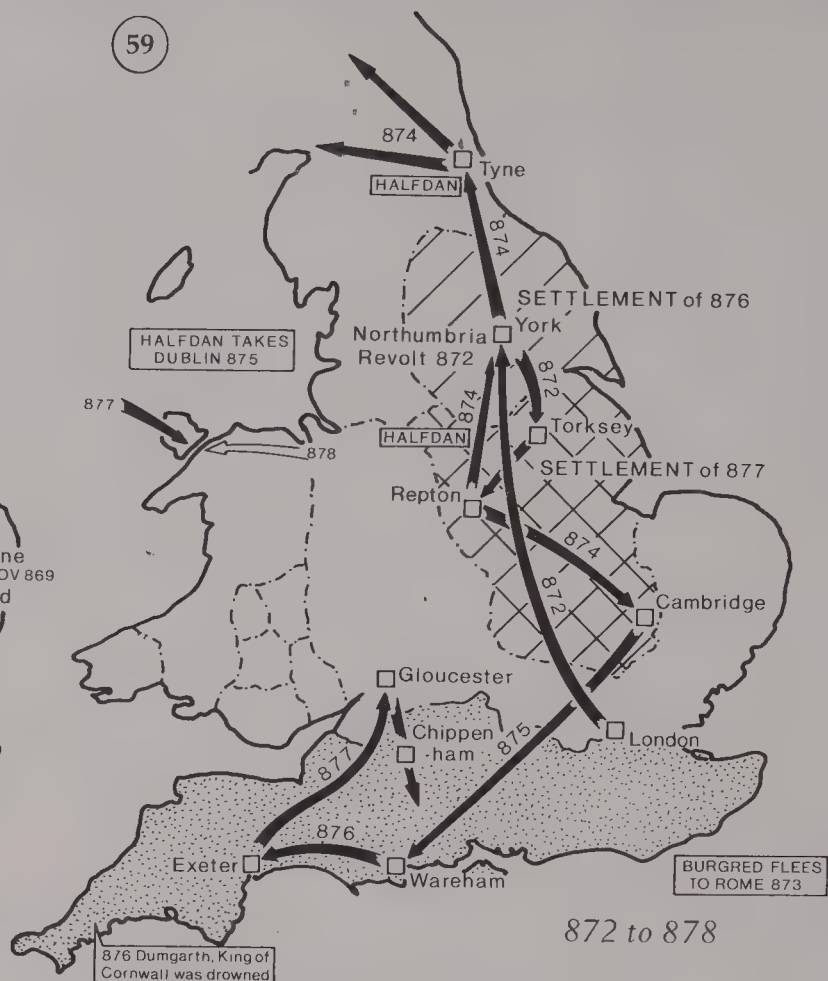 59
874
Tyne
HALFDAN
874
SETTLEMENT of 876
York
Northumbria
Revolt 872
HALFDAN TAKES
DUBLIN 875
872
877
874
HALFDAN
Torksey
878
SETTLEMENT of 877
Repton
ne
OV 869
d
874
872
Cambridge
Gloucester
875
London
Chippen
-ham
877
876
Exeter
Wareham
BURGRED FLEES
TO ROME 873
872 to 878
876 Dumgarth, King of
Cornwall was drowned